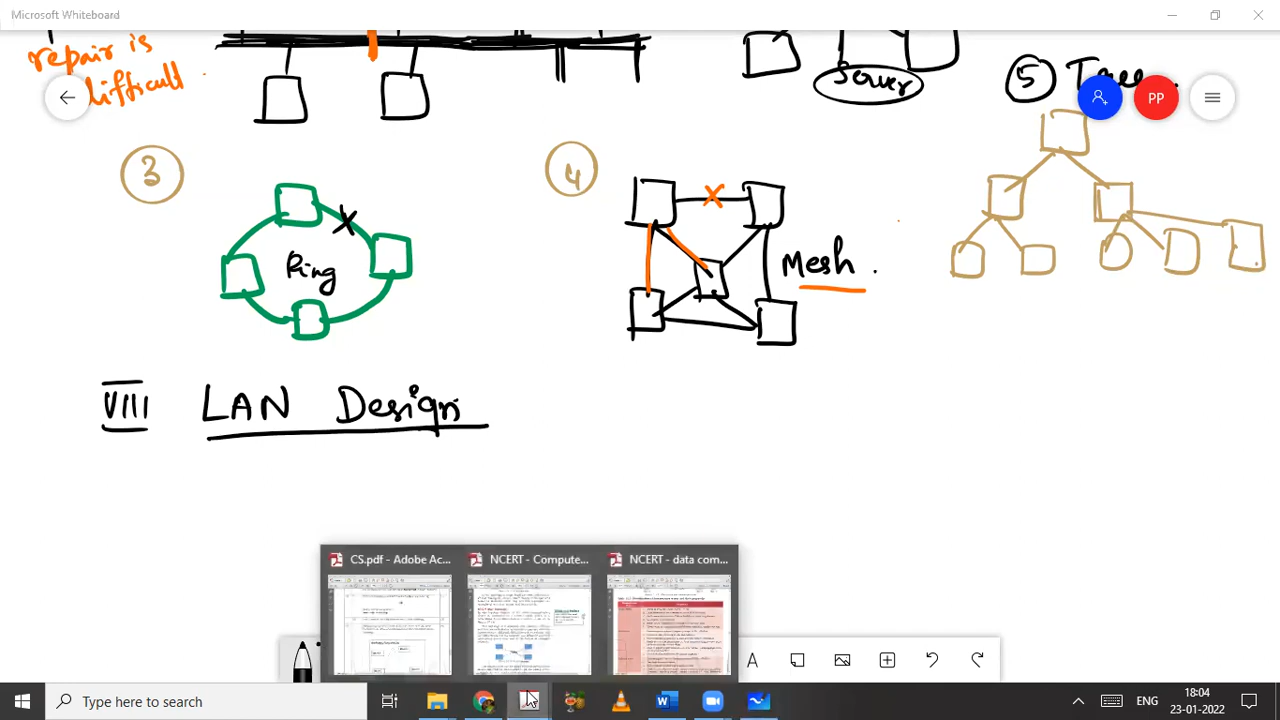 Microsoft Whiteboard
repair is
difficult
Server
5 Tree.
PP
3
4
Ring
Mesh.
VIII LAN Design
CS.pdf - Adobe Ac...
NCERT - Compute...
NCERT - data com...
A
Type here to search
ENG
18:04
23-01-2022